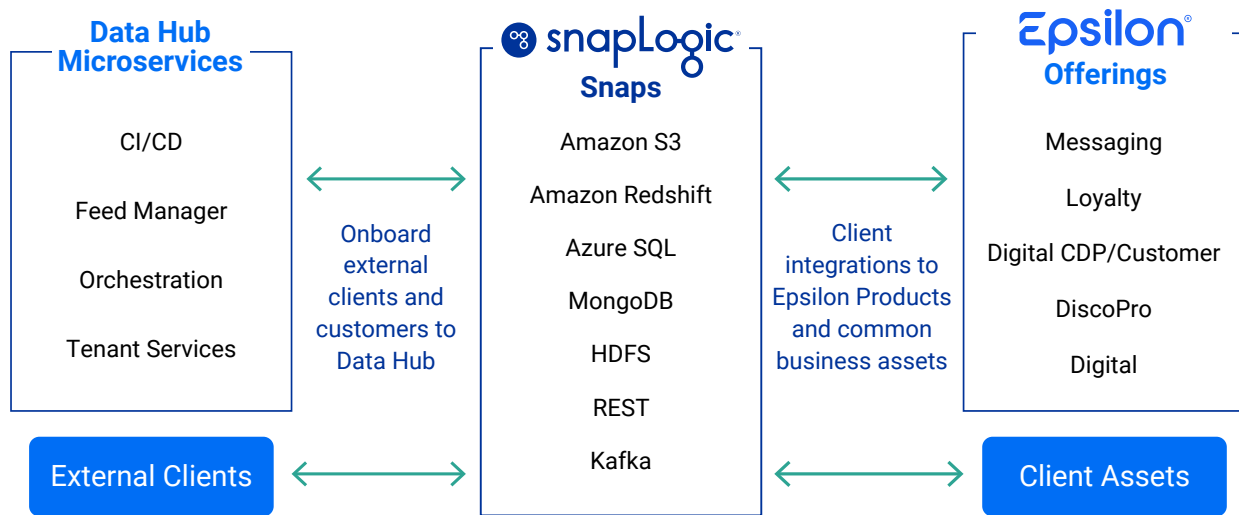 Data Hub
Microservices
CI/CD
Feed Manager
Orchestration
Tenant Services
External Clients
Onboard
external
clients and
customers to
Data Hub
snapLogic®
Snaps
Amazon S3
Amazon Redshift
Azure SQL
MongoDB
HDFS
REST
Kafka
Client
integrations to
Epsilon Products
and common
business assets
Epsilon®
Offerings
Messaging
Loyalty
Digital CDP/Customer
DiscoPro
Digital
Client Assets